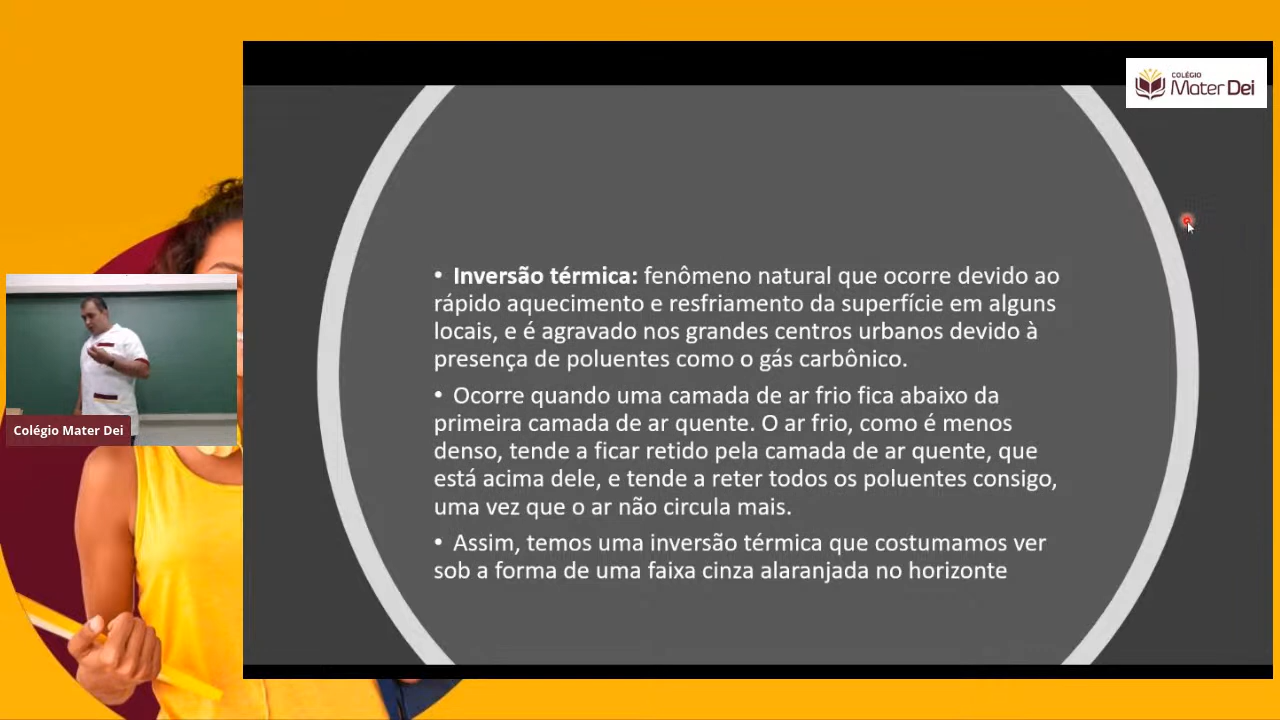 COLÉGIO
Mater Dei
• Inversão térmica: fenômeno natural que ocorre devido ao
rápido aquecimento e resfriamento da superfície em alguns
locais, e é agravado nos grandes centros urbanos devido à
presença de poluentes como o gás carbônico.
• Ocorre quando uma camada de ar frio fica abaixo da
primeira camada de ar quente. O ar frio, como é menos
denso, tende a ficar retido pela camada de ar quente, que
está acima dele, e tende a reter todos os poluentes consigo,
uma vez que o ar não circula mais.
• Assim, temos uma inversão térmica que costumamos ver
sob a forma de uma faixa cinza alaranjada no horizonte
Colégio Mater Dei